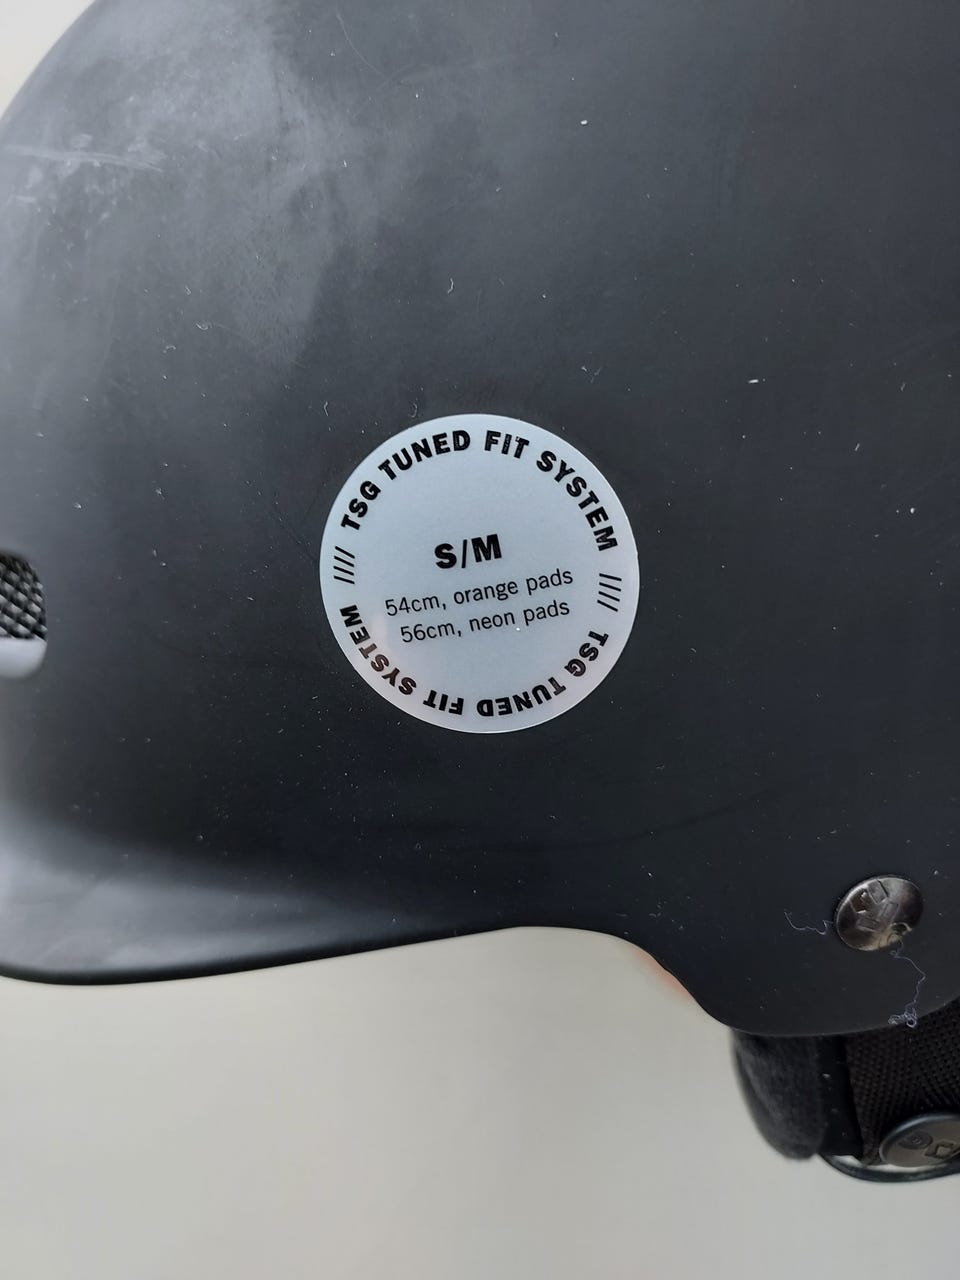 TSG TUNED FIT SYSTEM ////
S/M
54cm, orange pads
56cm, neon pads
TSG TUNED FIT SYSTEM ////